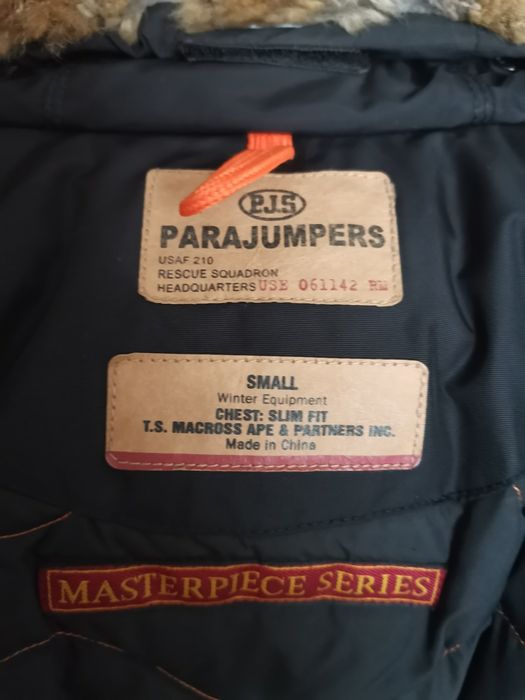 P.J.S
PARAJUMPERS
USAF 210
RESCUE SQUADRON
HEADQUARTERS USE 061142 RM
SMALL
Winter Equipment
CHEST: SLIM FIT
T.S. MACROSS APE & PARTNERS INC.
Made in China
MASTERPIECE SERIES